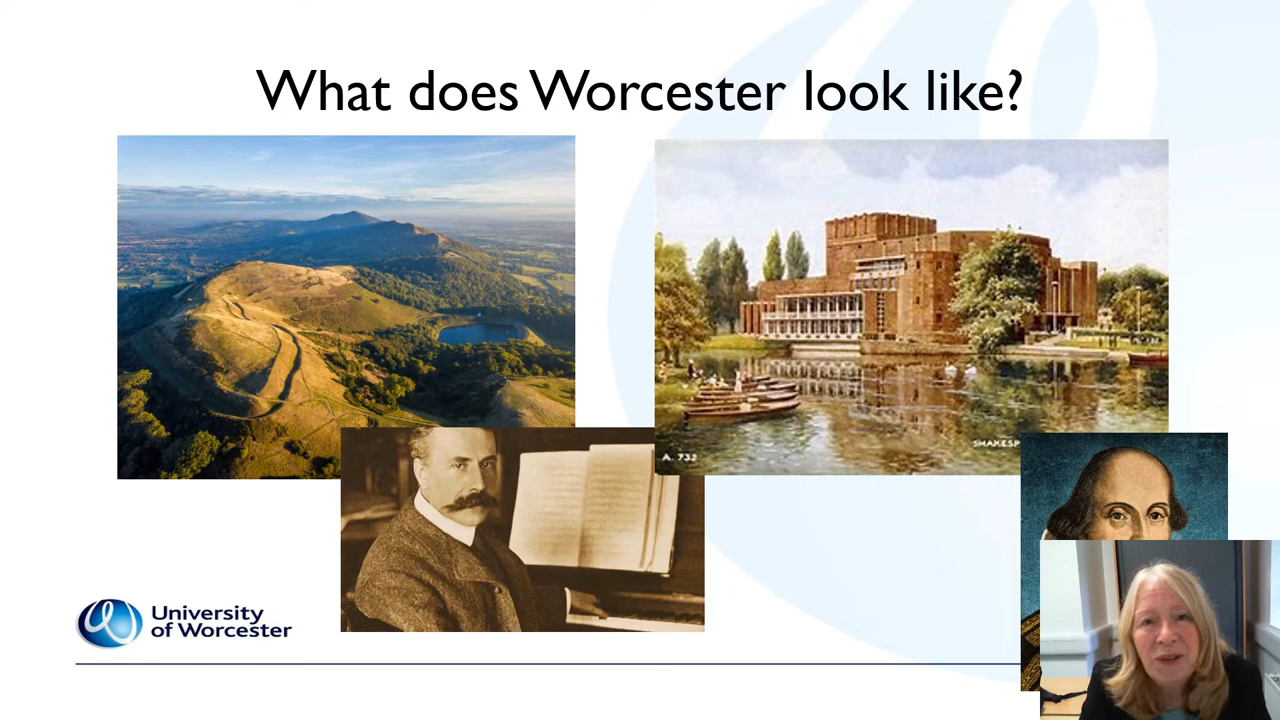 What does Worcester look like?
A. 732
SHAKESP
University
of Worcester